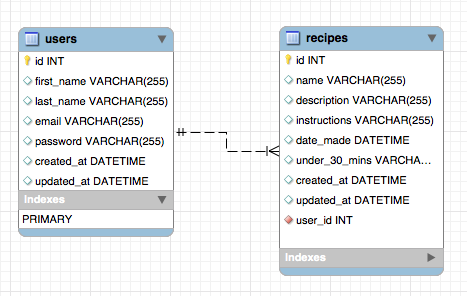 users
id INT
first_name VARCHAR(255)
last_name VARCHAR(255)
email VARCHAR(255)
password VARCHAR(255)
created_at DATETIME
updated_at DATETIME
Indexes
PRIMARY
recipes
id INT
name VARCHAR(255)
description VARCHAR(255)
instructions VARCHAR(255)
date_made DATETIME
under_30_mins VARCHA...
created_at DATETIME
updated_at DATETIME
user_id INT
Indexes